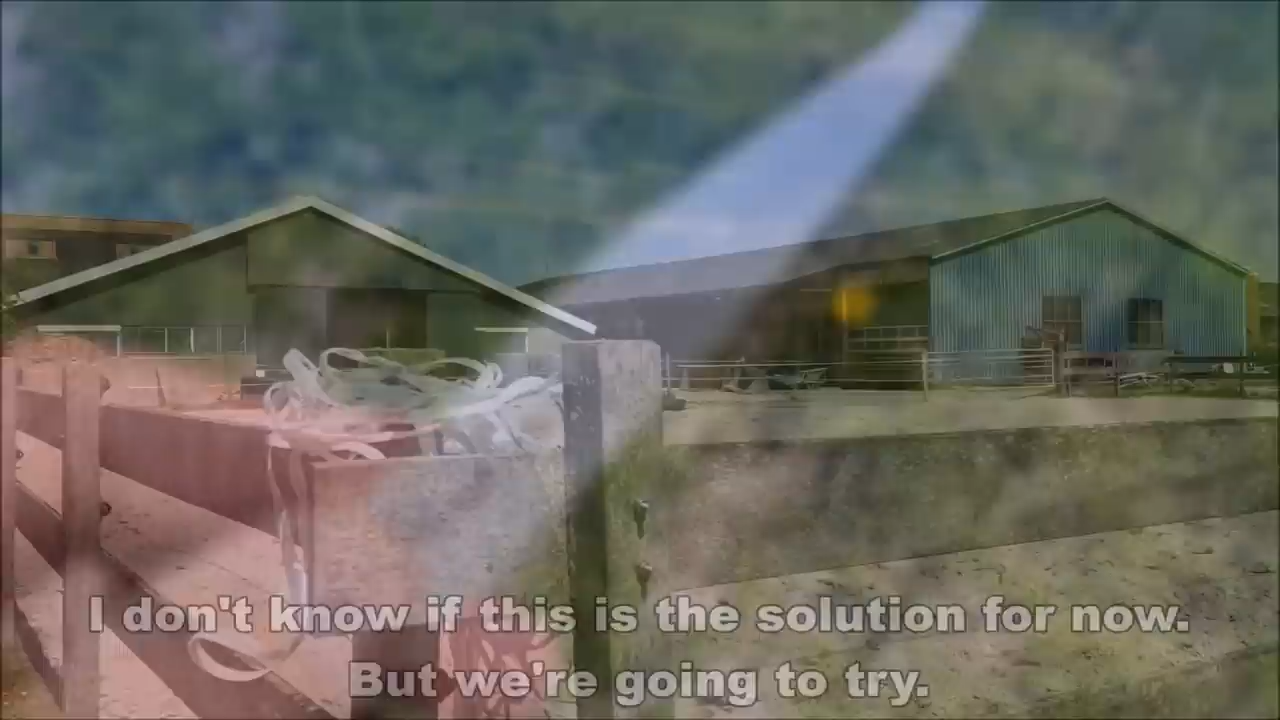 I don't know if this is the solution for now.
But we're going to try.